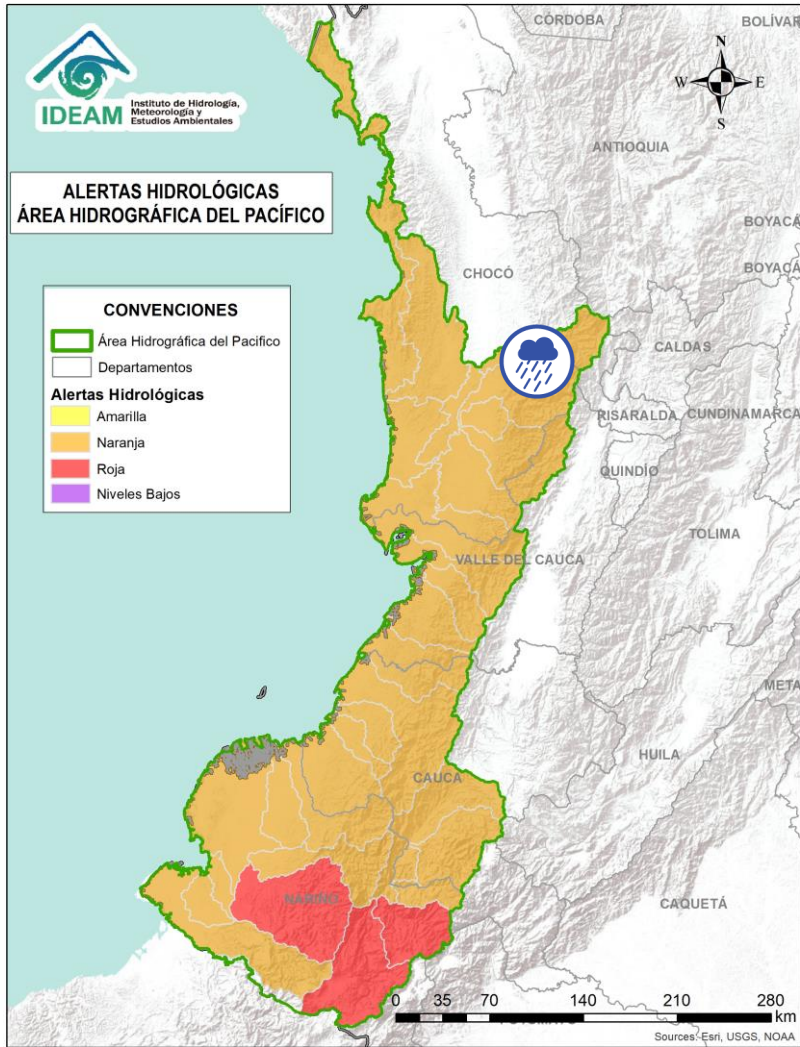 CÓRDOBA
BOLÍVAR
N
W
E
S
IDEAM
Instituto de Hidrología,
Meteorología y
Estudios Ambientales
ANTIOQUIA
ALERTAS HIDROLÓGICAS
ÁREA HIDROGRÁFICA DEL PACÍFICO
BOYACÁ
BOYACÁ
CHOCÓ
CONVENCIONES
Área Hidrográfica del Pacifico
Departamentos
Alertas Hidrológicas
Amarilla
Naranja
Roja
Niveles Bajos
CALDAS
RISARALDA
CUNDINAMARCA
QUINDÍO
TOLIMA
VALLE DEL CAUCA
META
HUILA
CAUCA
NARIÑO
CAQUETÁ
0 35 70 140 210 280
km
Sources: Esri, USGS, NOAA